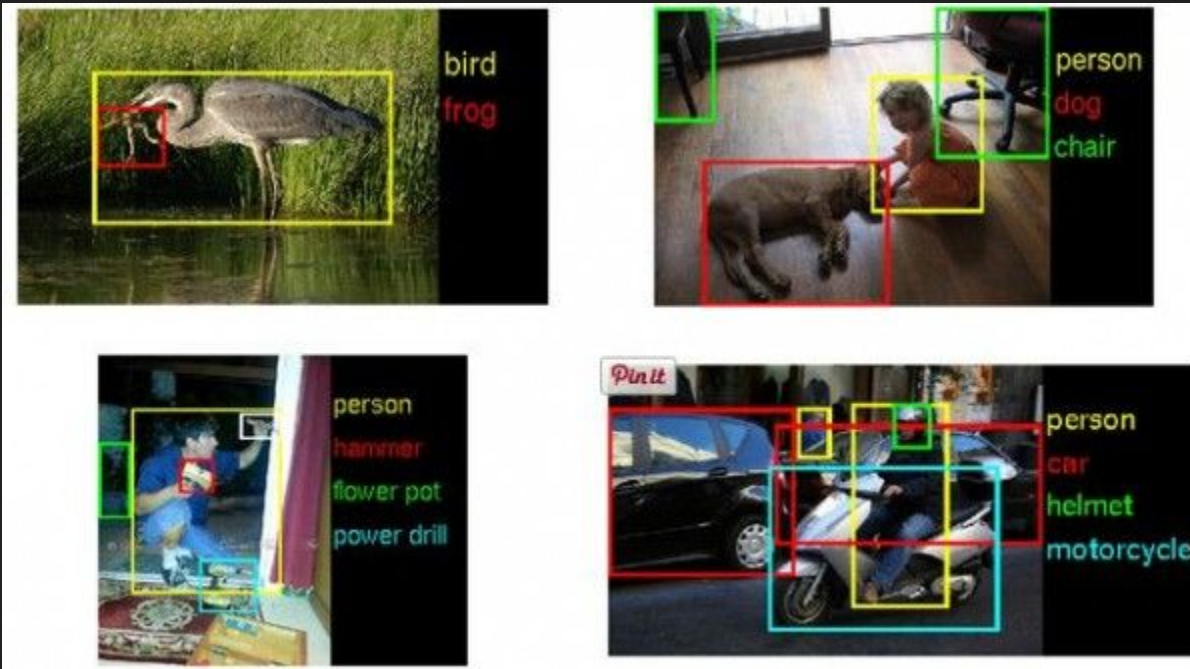 bird
frog
person
dog
chair
person
hammer
flower pot
power drill
Pin it
person
car
helmet
motorcycle